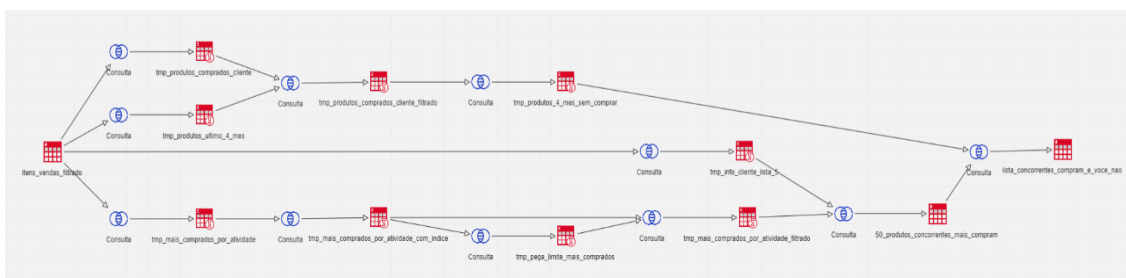 Consulta
tmp_produtos_comprados_cliente
Consulta
tmp_produtos_comprados_cliente_filtrado
Consulta
tmp_produtos_4_mes_sem_comprar
Consulta
tmp_produtos_ultimo_4_mes
itens_vendas_filtrado
Consulta
tmp_info_cliente_lista_5
Consulta
lista_concorrentes_compram_e_voce_nao
Consulta
tmp_mais_comprados_por_atividade
Consulta
tmp_mais_comprados_por_atividade_com_indice
Consulta
tmp_mais_comprados_por_atividade_filtrado
Consulta
50_produtos_concorrentes_mais_compram
Consulta
tmp_pega_limite_mais_comprados